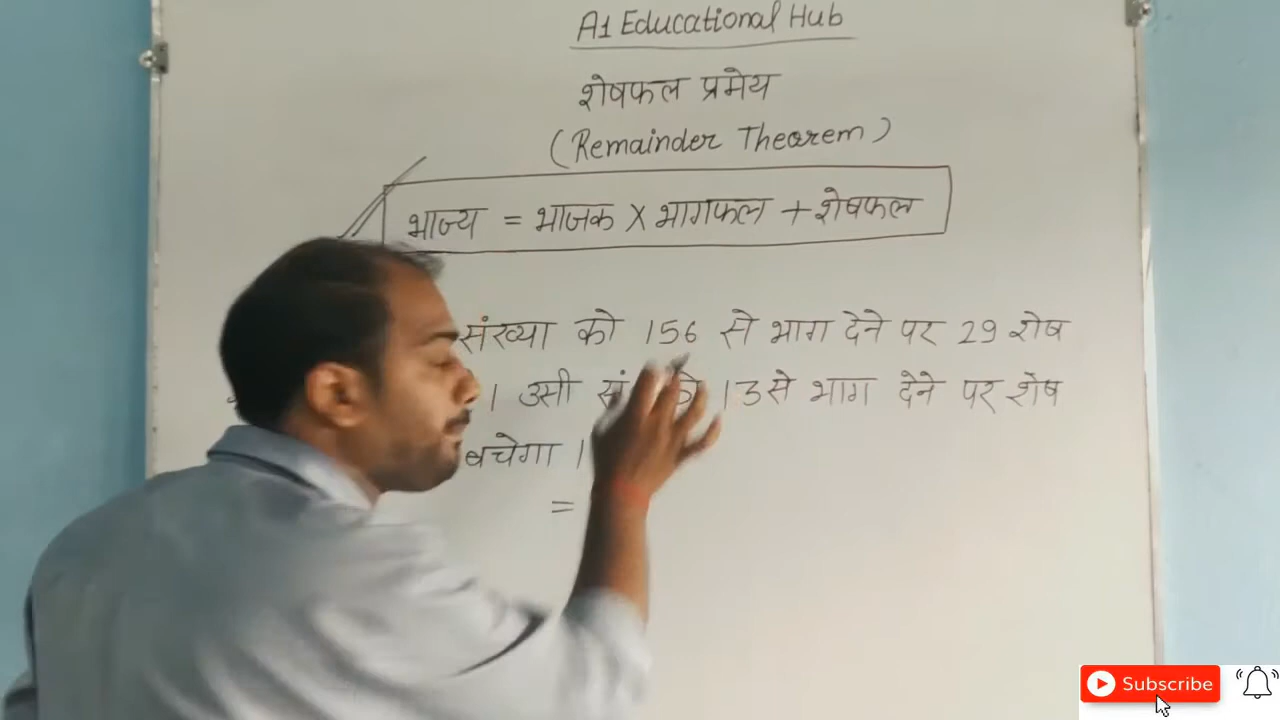 A1 Educational Hub
शेषफल प्रमेय
(Remainder Theorem)
भाज्य = भाजक × भागफल + शेषफल
संख्या को 156 से भाग देने पर 29 शेष
। उसी को 13 से भाग देने पर शेष
बचेगा ।
=
Subscribe